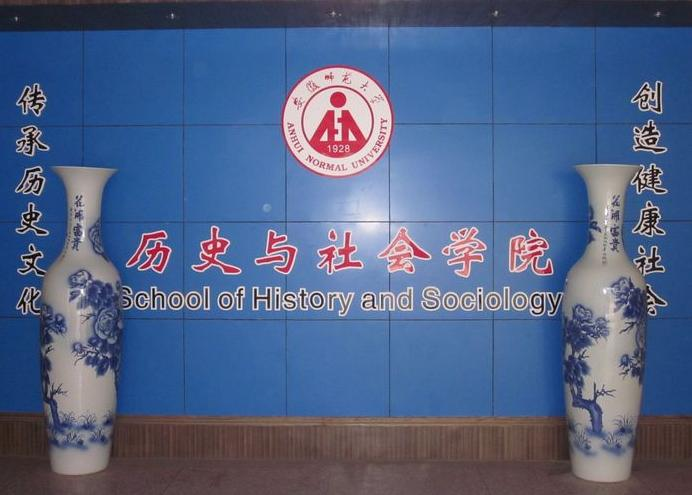 安徽师范大学
ANHUI NORMAL UNIVERSITY
1928
传承历史文化
创造健康社会
历史与社会学院
School of History and Sociology
花开富贵
花开富贵